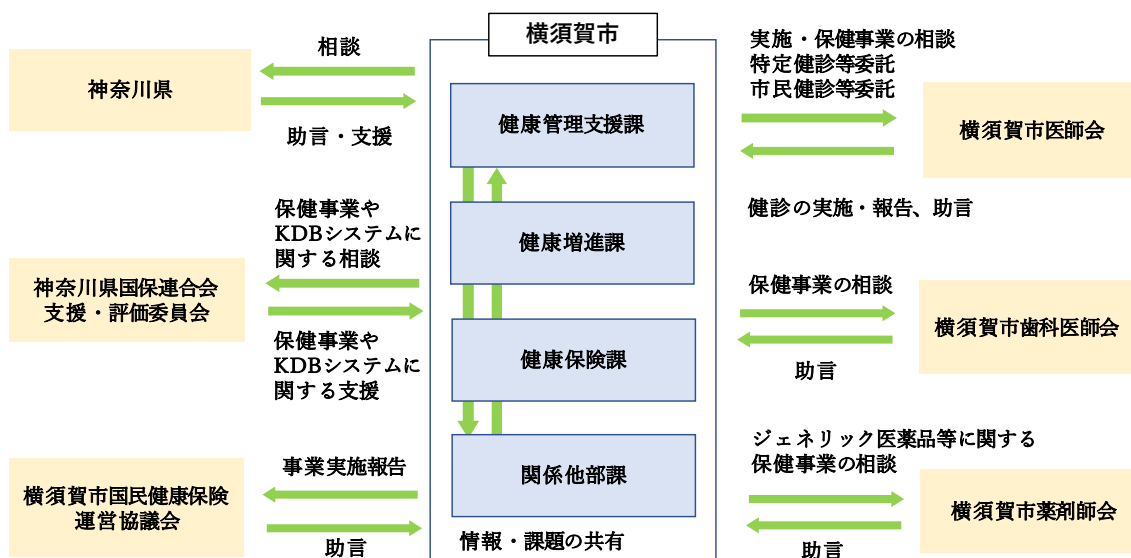 横須賀市
相談
神奈川県
助言・支援
保健事業や
KDBシステムに
関する相談
神奈川県国保連合会
支援・評価委員会
保健事業や
KDBシステムに
関する支援
事業実施報告
横須賀市国民健康保険
運営協議会
助言
健康管理支援課
健康増進課
健康保険課
関係他部課
情報・課題の共有
実施・保健事業の相談
特定健診等委託
市民健診等委託
横須賀市医師会
健診の実施・報告、助言
保健事業の相談
横須賀市歯科医師会
助言
ジェネリック医薬品等に関する
保健事業の相談
横須賀市薬剤師会
助言